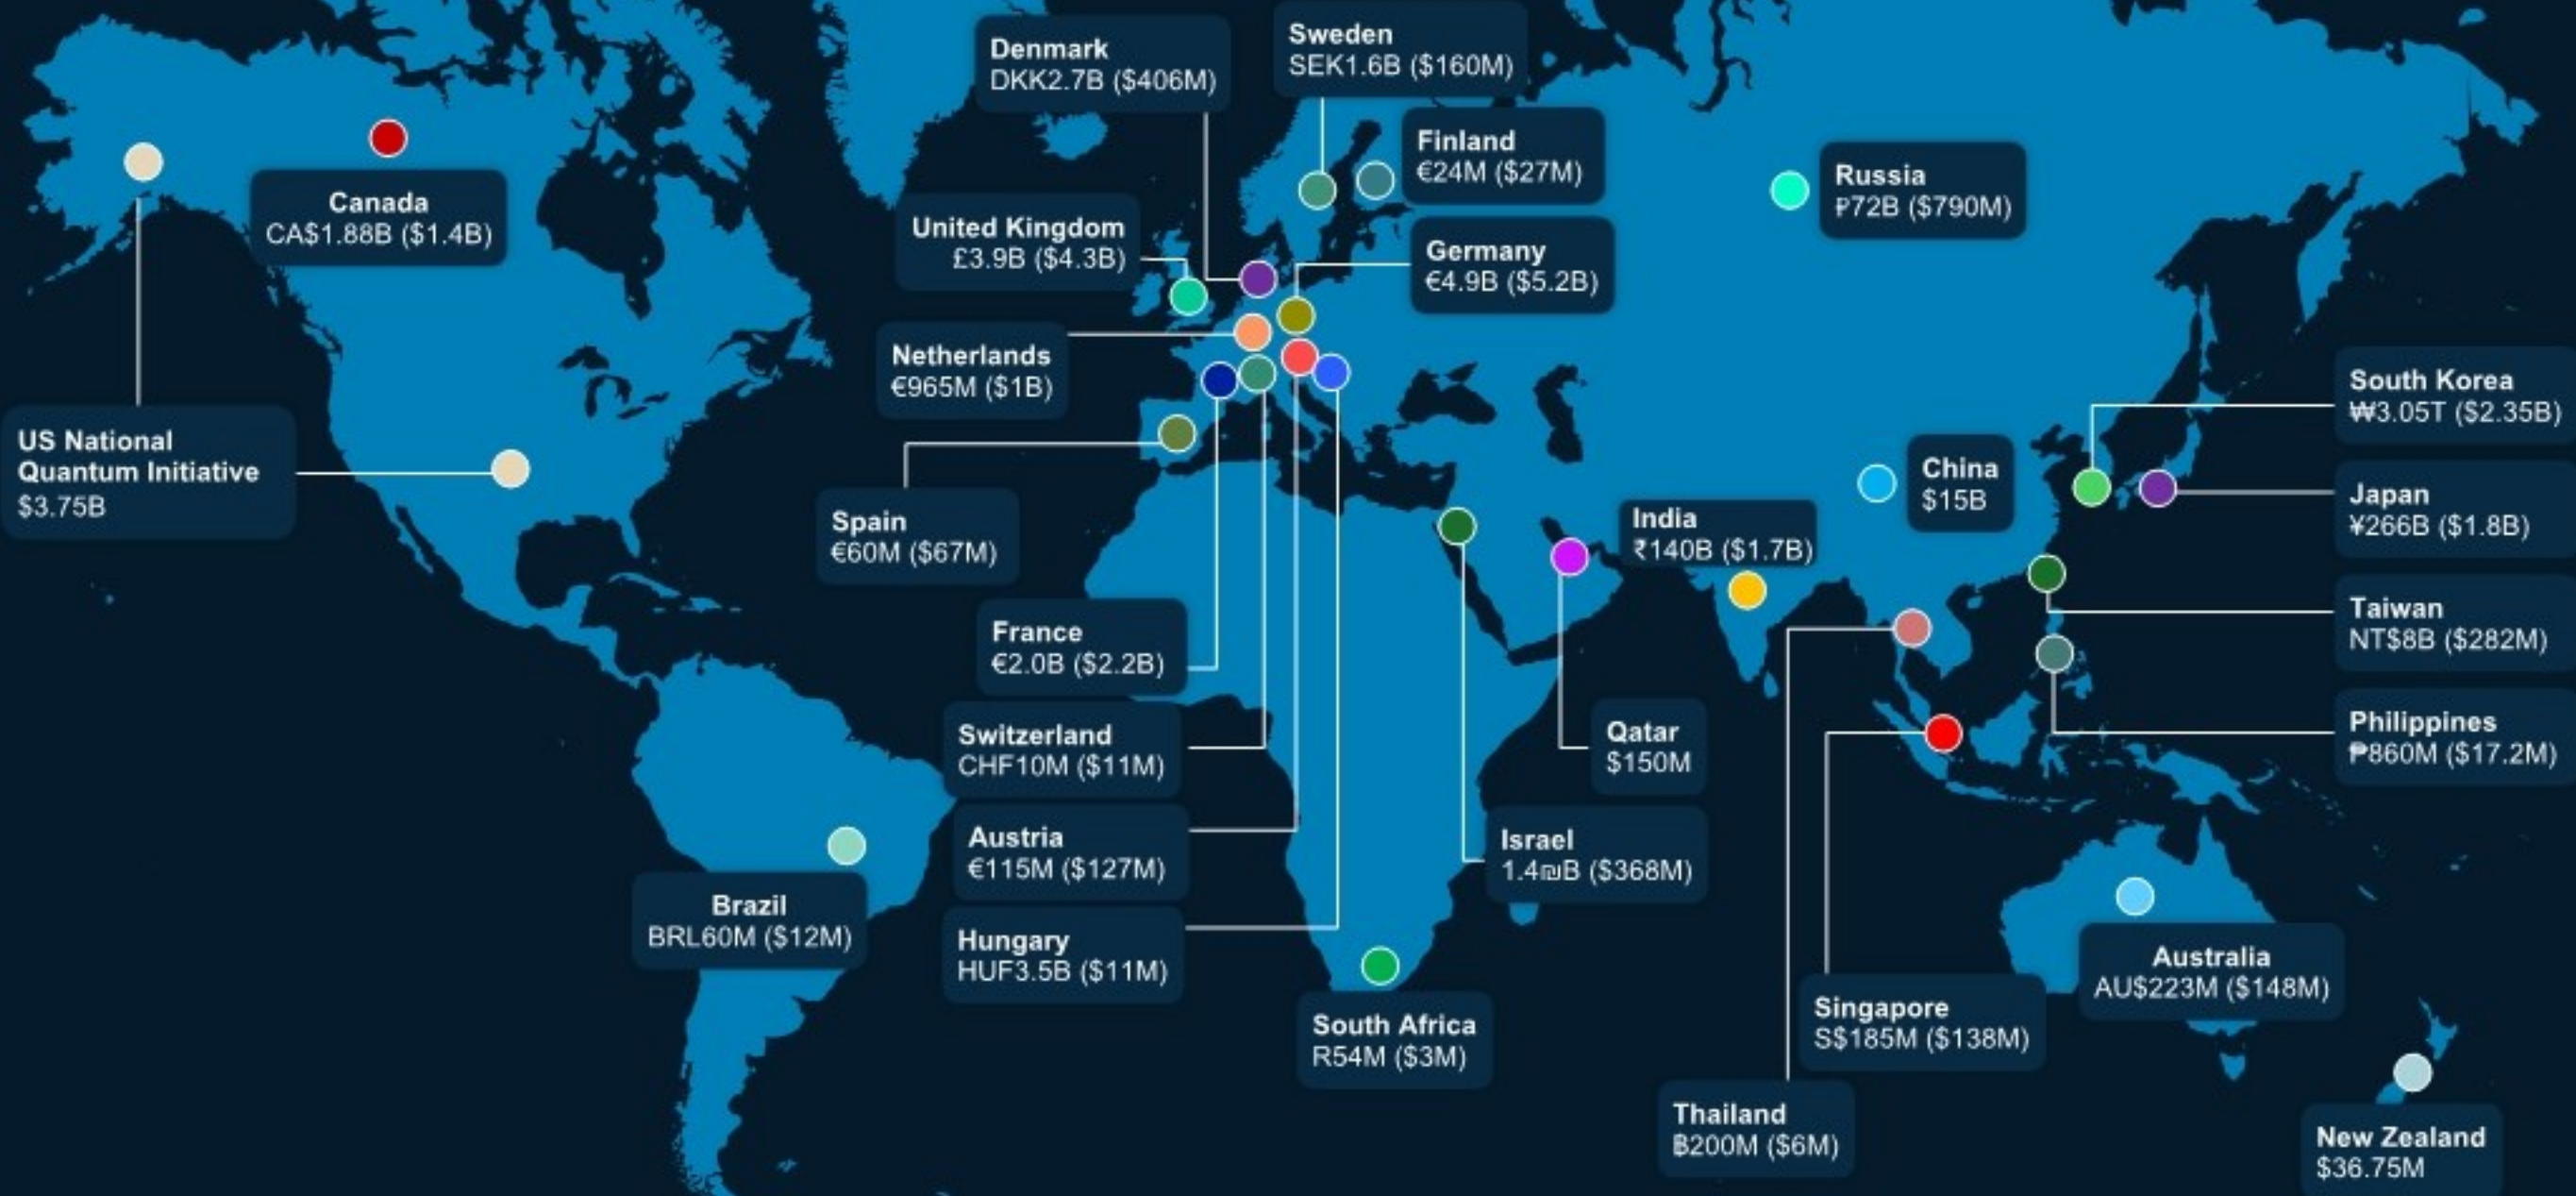 Denmark
DKK2.7B ($406M)
Sweden
SEK1.6B ($160M)
Finland
€24M ($27M)
Russia
₽72B ($790M)
Canada
CA$1.88B ($1.4B)
United Kingdom
£3.9B ($4.3B)
Germany
€4.9B ($5.2B)
Netherlands
€965M ($1B)
US National
Quantum Initiative
$3.75B
South Korea
₩3.05T ($2.35B)
China
$15B
Japan
¥266B ($1.8B)
Spain
€60M ($67M)
India
₹140B ($1.7B)
Taiwan
NT$8B ($282M)
France
€2.0B ($2.2B)
Switzerland
CHF10M ($11M)
Qatar
$150M
Philippines
₱860M ($17.2M)
Austria
€115M ($127M)
Israel
1.4₪B ($368M)
Brazil
BRL60M ($12M)
Hungary
HUF3.5B ($11M)
Australia
AU$223M ($148M)
South Africa
R54M ($3M)
Singapore
S$185M ($138M)
Thailand
฿200M ($6M)
New Zealand
$36.75M